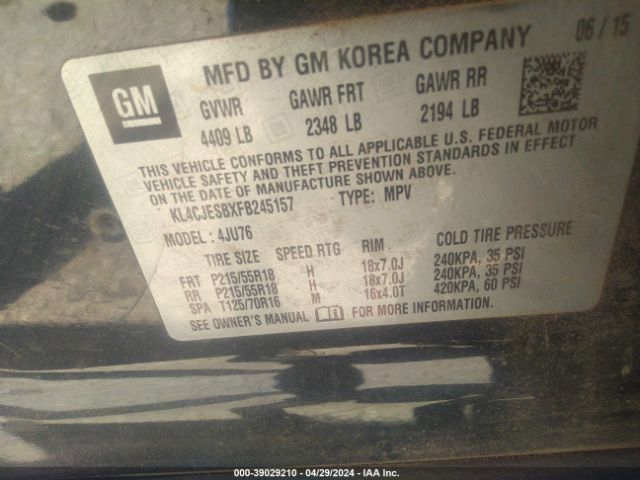 GM
MFD BY GM KOREA COMPANY 06 / 15
GVWR GAWR FRT GAWR RR
4409 LB 2348 LB 2194 LB
THIS VEHICLE CONFORMS TO ALL APPLICABLE U.S. FEDERAL MOTOR
VEHICLE SAFETY AND THEFT PREVENTION STANDARDS IN EFFECT
ON THE DATE OF MANUFACTURE SHOWN ABOVE.
KL4CJESBXFB245157 TYPE: MPV
MODEL: 4JU76
TIRE SIZE SPEED RTG RIM COLD TIRE PRESSURE
FRT P215/55R18 H 18x7.0J 240KPA, 35 PSI
RR P215/55R18 H 18x7.0J 240KPA, 35 PSI
SPA T125/70R16 M 16x4.0T 420KPA, 60 PSI
SEE OWNER'S MANUAL FOR MORE INFORMATION.
000-39029210 - 04/29/2024 - IAA Inc.